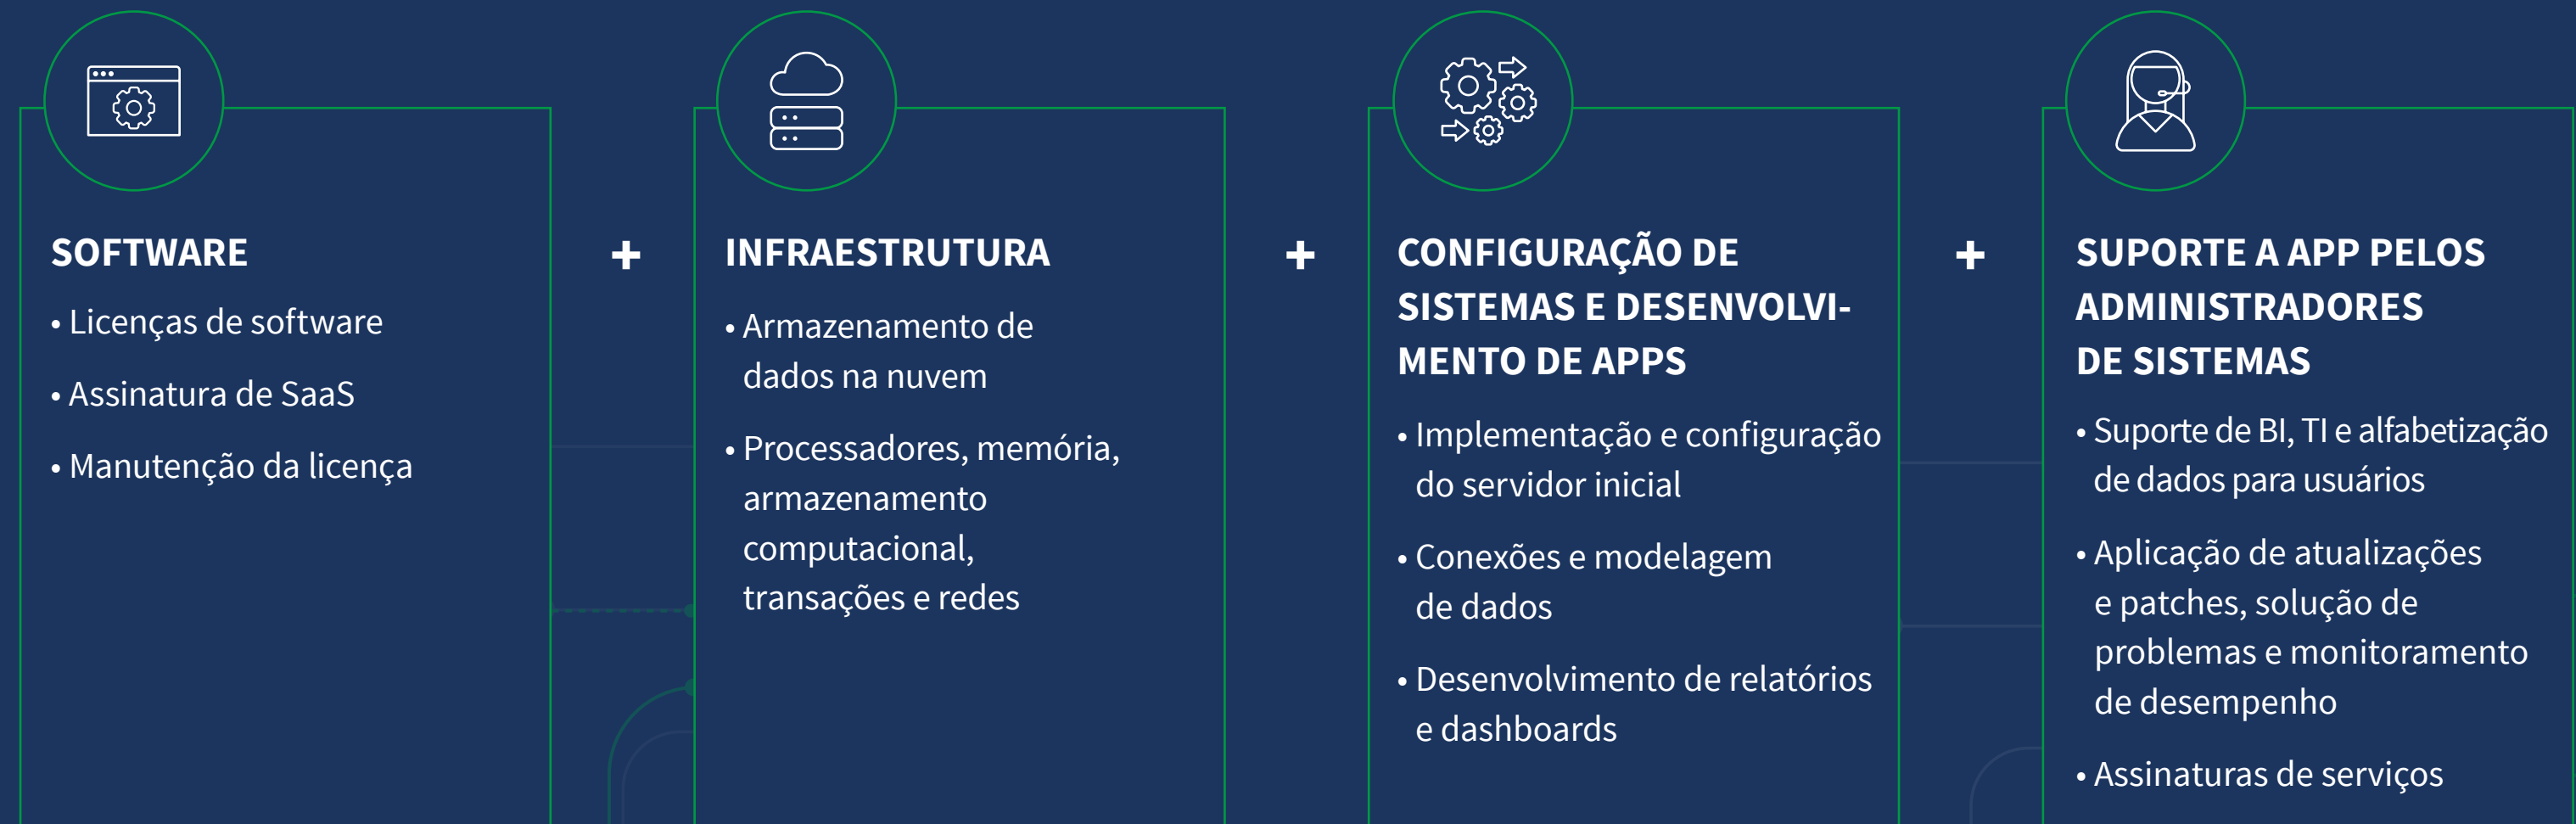 SOFTWARE
• Licenças de software
• Assinatura de SaaS
• Manutenção da licença
+
INFRAESTRUTURA
• Armazenamento de
dados na nuvem
• Processadores, memória,
armazenamento
computacional,
transações e redes
+
CONFIGURAÇÃO DE
SISTEMAS E DESENVOLVI-
MENTO DE APPS
• Implementação e configuração
do servidor inicial
• Conexões e modelagem
de dados
• Desenvolvimento de relatórios
e dashboards
+
SUPORTE A APP PELOS
ADMINISTRADORES
DE SISTEMAS
• Suporte de BI, TI e alfabetização
de dados para usuários
• Aplicação de atualizações
e patches, solução de
problemas e monitoramento
de desempenho
• Assinaturas de serviços